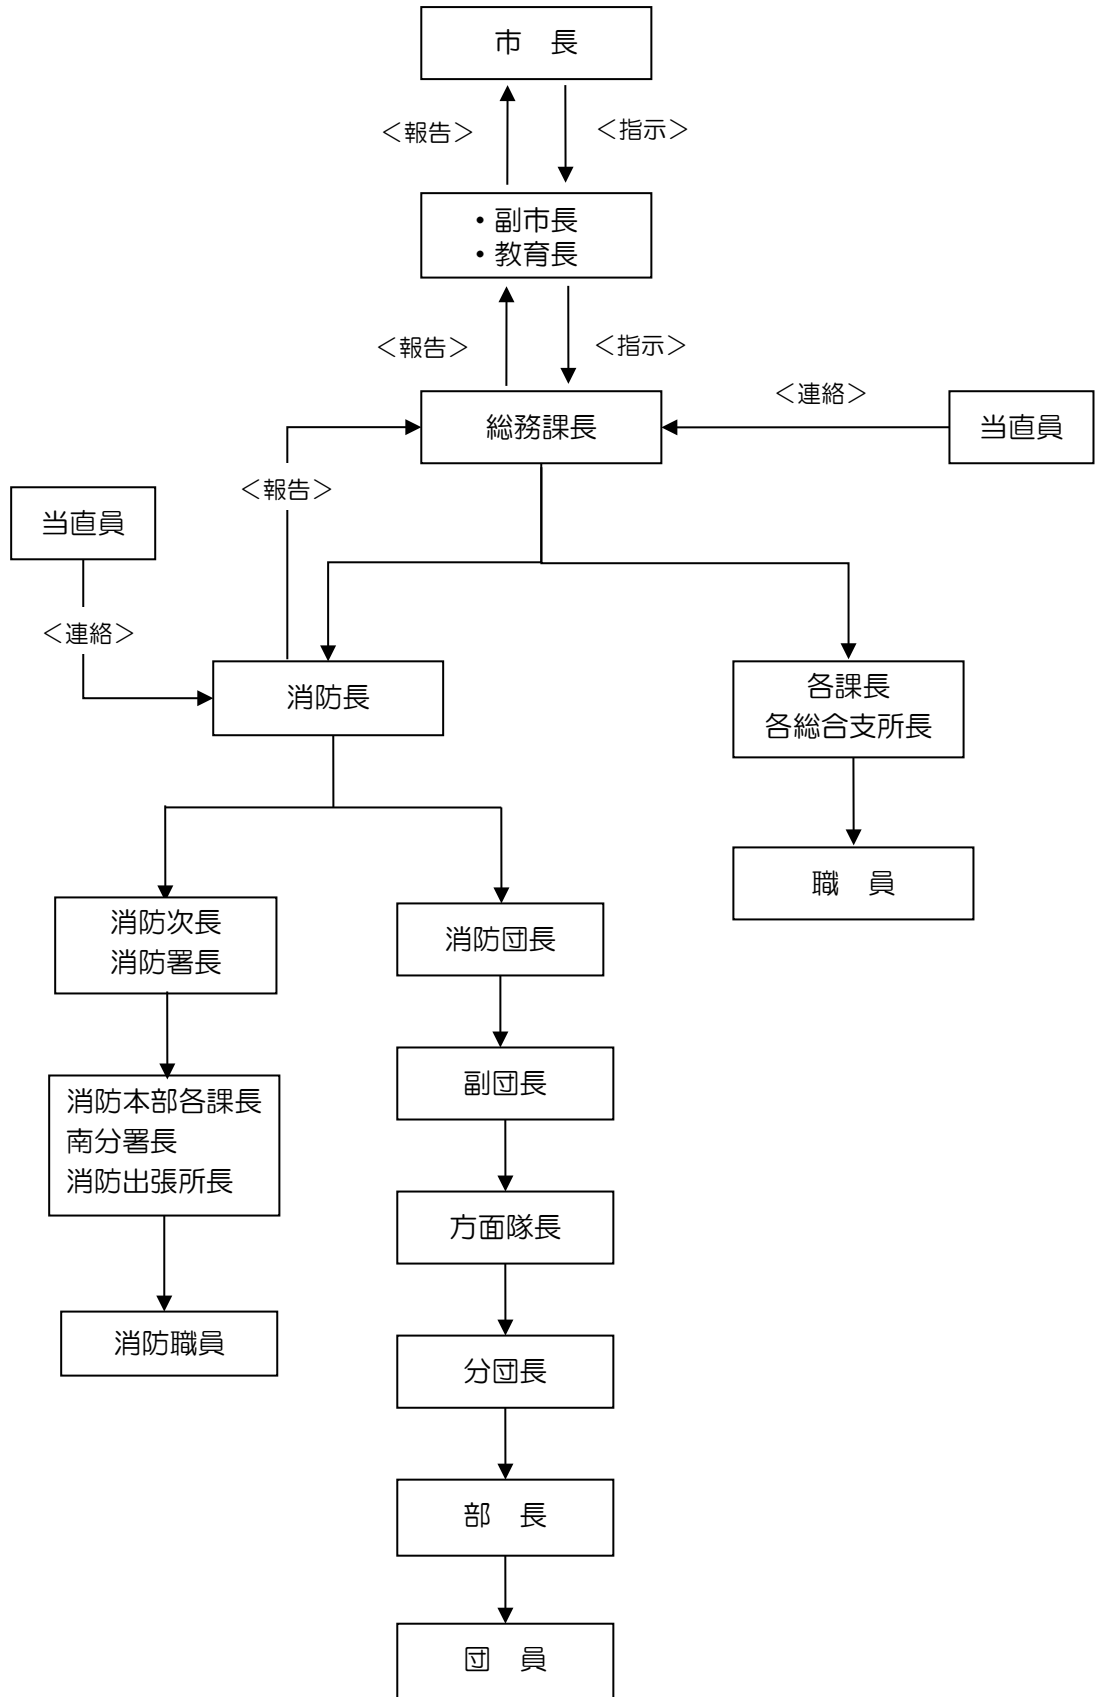 市　長
＜報告＞
＜指示＞
・副市長
・教育長
＜報告＞
＜指示＞
総務課長
＜連絡＞
当直員
＜報告＞
当直員
＜連絡＞
消防長
各課長
各総合支所長
職　員
消防次長
消防署長
消防団長
消防本部各課長
南分署長
消防出張所長
副団長
方面隊長
消防職員
分団長
部　長
団　員